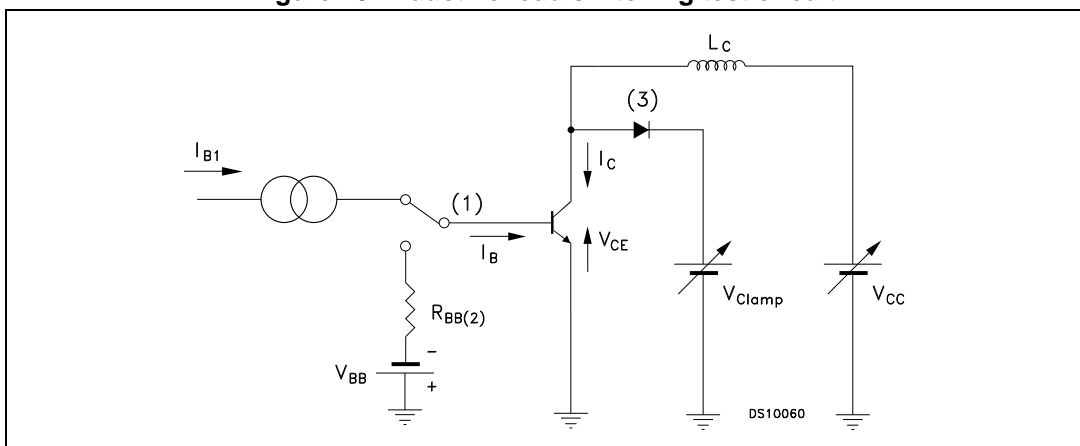 L_C
(3)
I_B1
I_C
(1)
I_B
V_CE
R_BB(2)
V_Clamp
V_CC
−
V_BB
+
DS10060